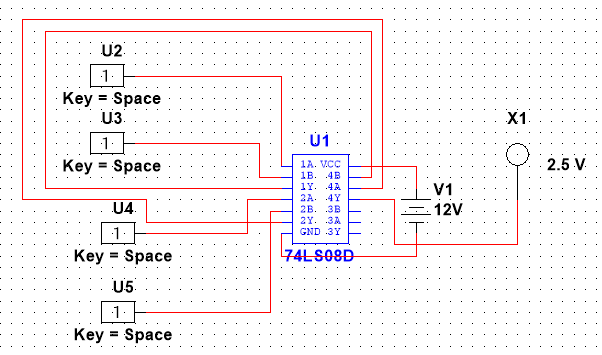 U2
1
Key = Space
U3
1
Key = Space
U4
1
Key = Space
U5
1
Key = Space
U1
1A VCC
1B 4B
1Y 4A
2A 4Y
2B 3B
2Y 3A
GND 3Y
74LS08D
V1
12V
X1
2.5 V